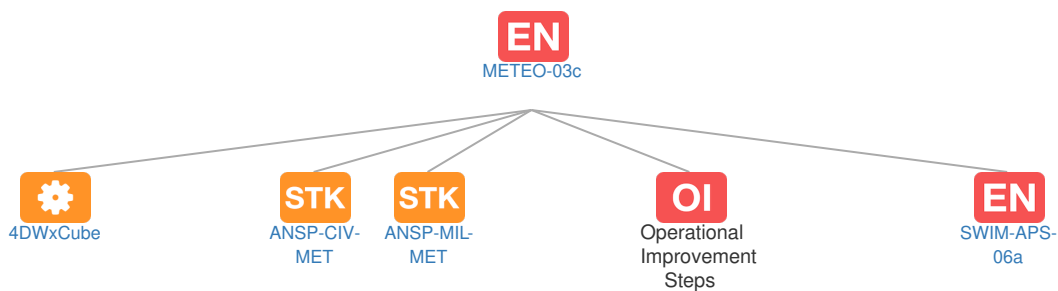 EN
METEO-03c
STK
STK
OI
EN
4DWxCube
ANSP-CIV-
MET
ANSP-MIL-
MET
Operational
Improvement
Steps
SWIM-APS-
06a